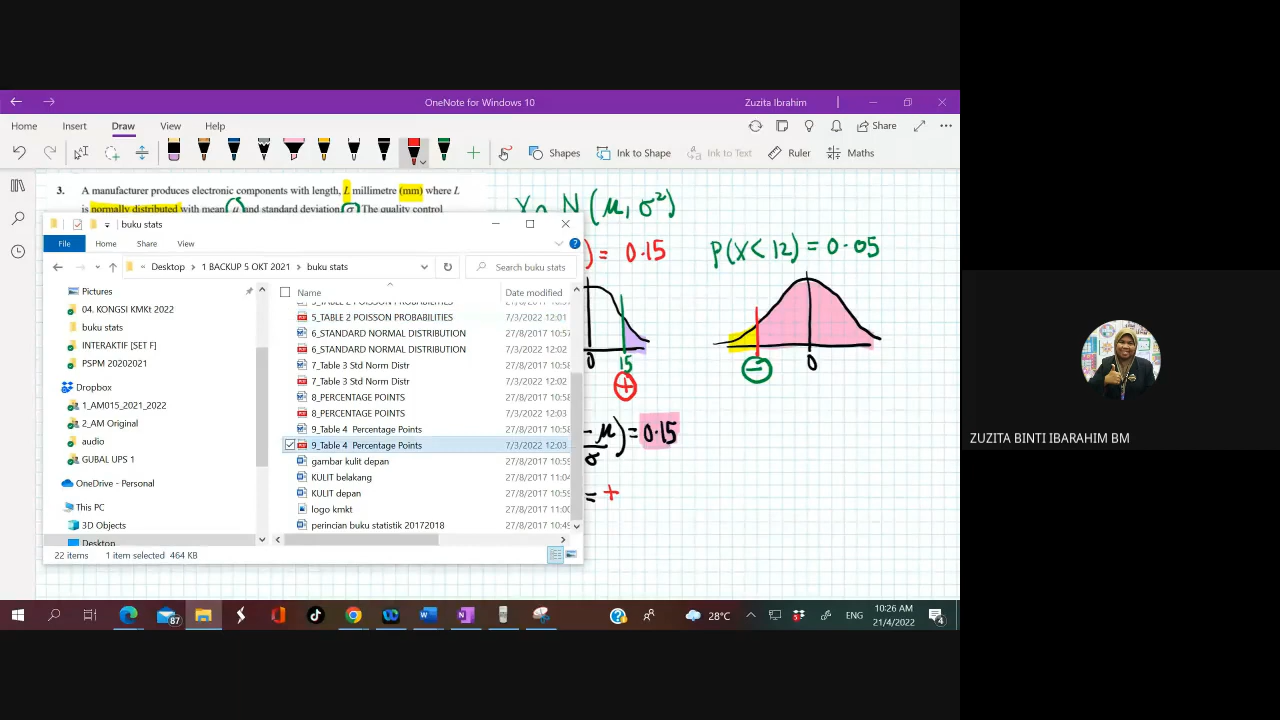 OneNote for Windows 10
Zuzita Ibrahim
Home Insert Draw View Help
Share
Shapes Ink to Shape Ink to Text Ruler Maths
3. A manufacturer produces electronic components with length, L millimetre (mm) where L
is normally distributed with mean μ and standard deviation σ. The quality control
N (μ, σ²)
) = 0.15
P(X < 12) = 0.05
0
15
+
−
0
− μ
σ
) = 0.15
= +
buku stats
File Home Share View
Desktop 1 BACKUP 5 OKT 2021 buku stats
Search buku stats
Name Date modified
Pictures
04. KONGSI KMKt 2022
buku stats
INTERAKTIF [SET F]
PSPM 20202021
Dropbox
1_AM015_2021_2022
2_AM Original
audio
GUBAL UPS 1
OneDrive - Personal
This PC
3D Objects
Desktop
5_TABLE 2 POISSON PROBABILITIES 7/3/2022 12:01
6_STANDARD NORMAL DISTRIBUTION 27/8/2017 10:57
6_STANDARD NORMAL DISTRIBUTION 7/3/2022 12:02
7_Table 3 Std Norm Distr 27/8/2017 10:58
7_Table 3 Std Norm Distr 7/3/2022 12:02
8_PERCENTAGE POINTS 27/8/2017 10:58
8_PERCENTAGE POINTS 7/3/2022 12:03
9_Table 4 Percentage Points 27/8/2017 10:58
9_Table 4 Percentage Points 7/3/2022 12:03
gambar kulit depan 27/8/2017 10:59
KULIT belakang 27/8/2017 11:04
KULIT depan 27/8/2017 10:59
logo kmkt 27/8/2017 11:00
perincian buku statistik 20172018 27/8/2017 10:49
22 items 1 item selected 464 KB
ZUZITA BINTI IBARAHIM BM
87
28°C
5
ENG
10:26 AM
21/4/2022
4